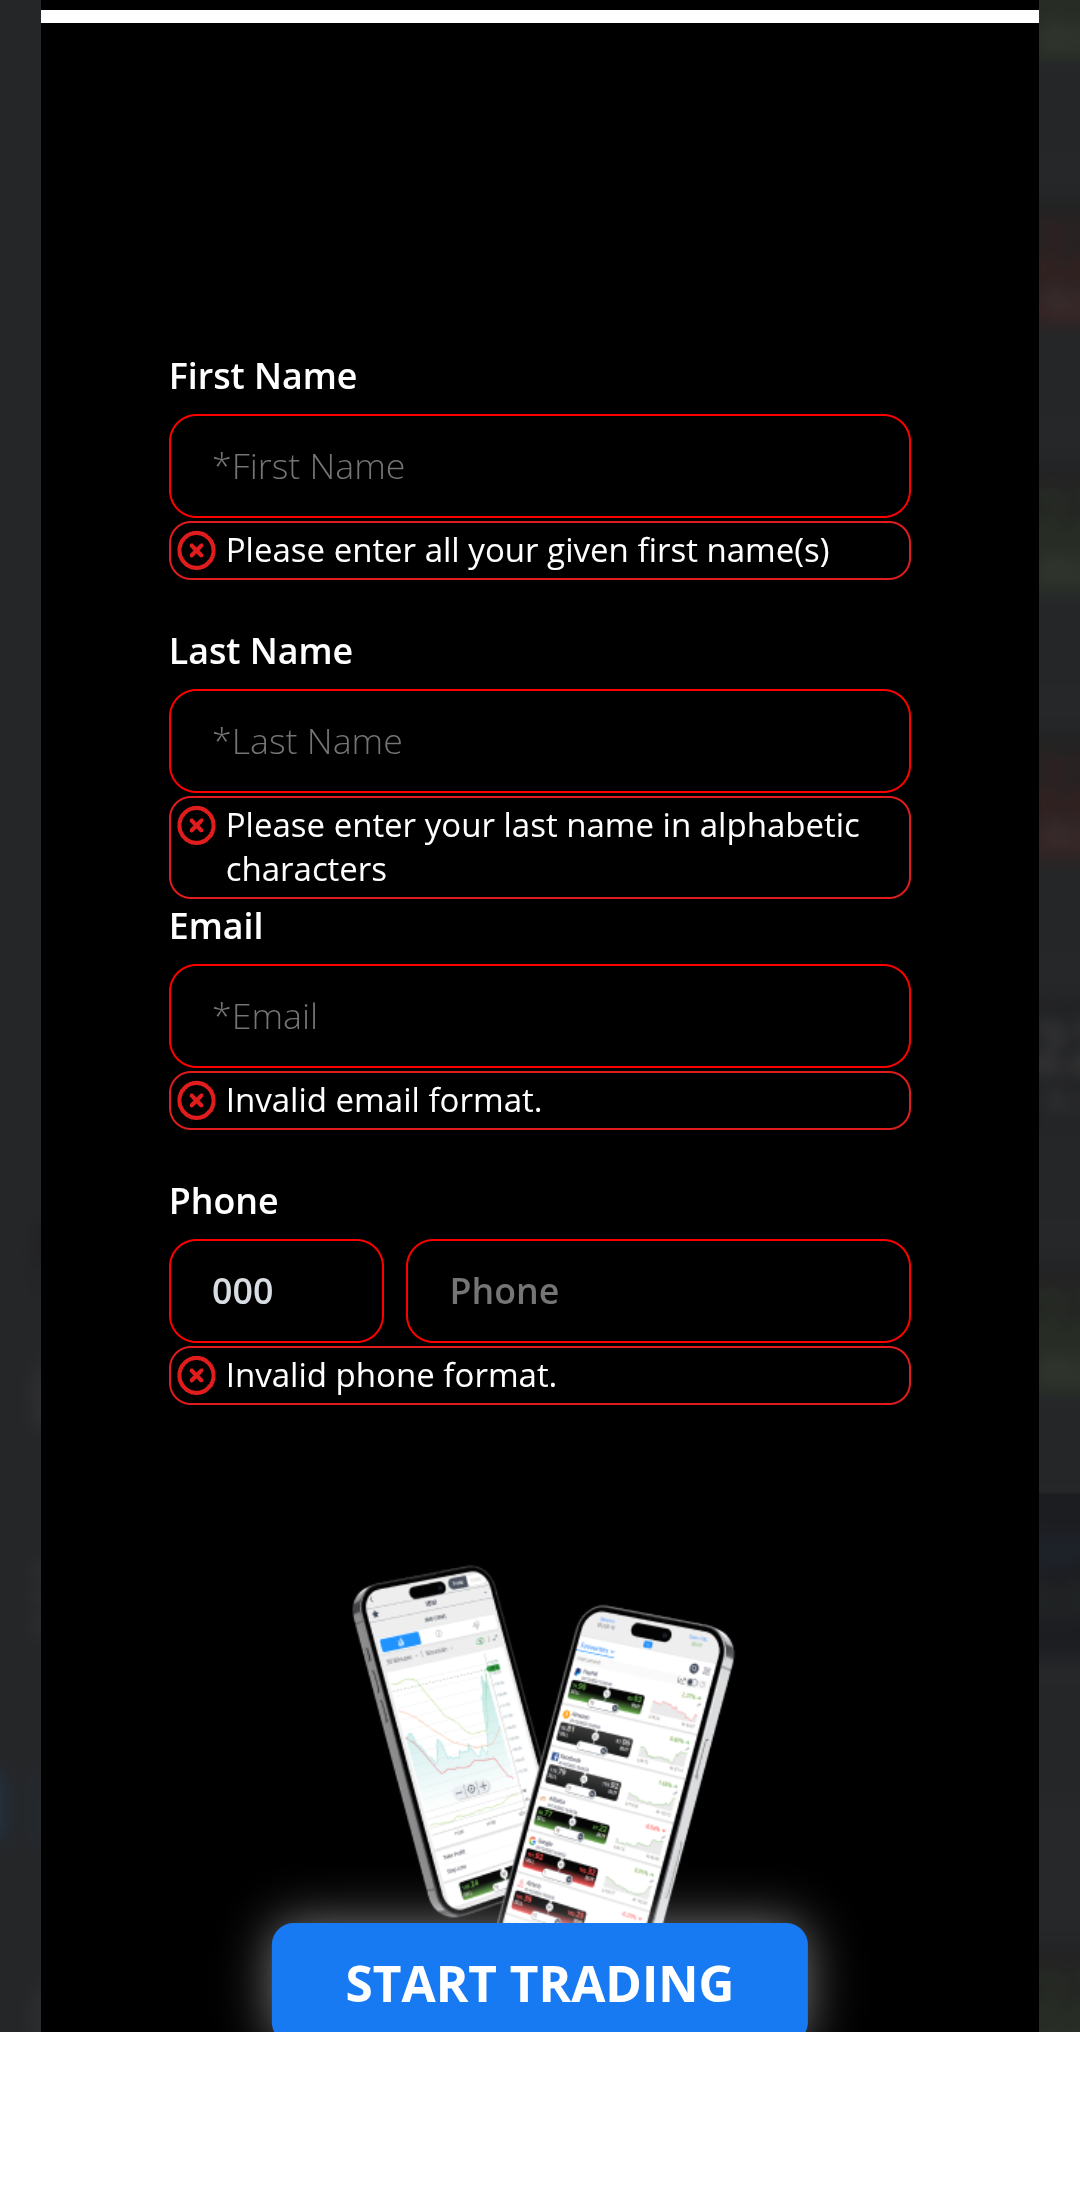 First Name
*First Name
Please enter all your given first name(s)
Last Name
*Last Name
Please enter your last name in alphabetic
characters
Email
*Email
Invalid email format.
Phone
000 Phone
Invalid phone format.
START TRADING